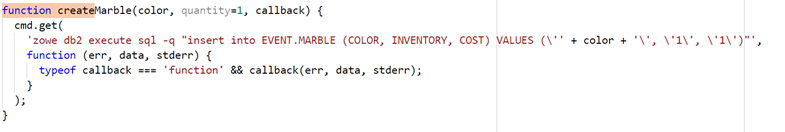 function createMarble(color, quantity=1, callback) {
cmd.get(
'zowe db2 execute sql -q "insert into EVENT.MARBLE (COLOR, INVENTORY, COST) VALUES (\'' + color + '\', \'1\', \'1\')"',
function (err, data, stderr) {
typeof callback === 'function' && callback(err, data, stderr);
}
);
}